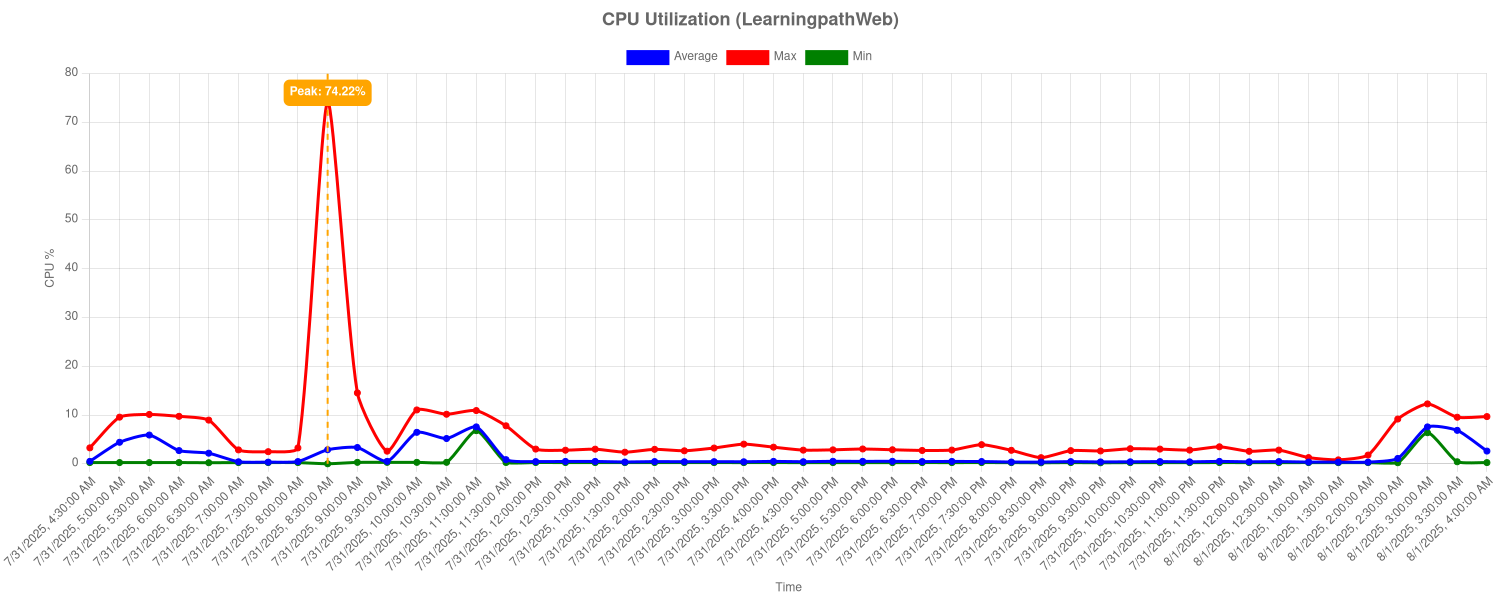 CPU Utilization (LearningpathWeb)
Average Max Min
Peak: 74.22%
80
70
60
50
40
30
20
10
0
CPU %
7/31/2025, 4:30:00 AM
7/31/2025, 5:00:00 AM
7/31/2025, 5:30:00 AM
7/31/2025, 6:00:00 AM
7/31/2025, 6:30:00 AM
7/31/2025, 7:00:00 AM
7/31/2025, 7:30:00 AM
7/31/2025, 8:00:00 AM
7/31/2025, 8:30:00 AM
7/31/2025, 9:00:00 AM
7/31/2025, 9:30:00 AM
7/31/2025, 10:00:00 AM
7/31/2025, 10:30:00 AM
7/31/2025, 11:00:00 AM
7/31/2025, 11:30:00 AM
7/31/2025, 12:00:00 PM
7/31/2025, 12:30:00 PM
7/31/2025, 1:00:00 PM
7/31/2025, 1:30:00 PM
7/31/2025, 2:00:00 PM
7/31/2025, 2:30:00 PM
7/31/2025, 3:00:00 PM
7/31/2025, 3:30:00 PM
7/31/2025, 4:00:00 PM
7/31/2025, 4:30:00 PM
7/31/2025, 5:00:00 PM
7/31/2025, 5:30:00 PM
7/31/2025, 6:00:00 PM
7/31/2025, 6:30:00 PM
7/31/2025, 7:00:00 PM
7/31/2025, 7:30:00 PM
7/31/2025, 8:00:00 PM
7/31/2025, 8:30:00 PM
7/31/2025, 9:00:00 PM
7/31/2025, 9:30:00 PM
7/31/2025, 10:00:00 PM
7/31/2025, 10:30:00 PM
7/31/2025, 11:00:00 PM
7/31/2025, 11:30:00 PM
8/1/2025, 12:00:00 AM
8/1/2025, 12:30:00 AM
8/1/2025, 1:00:00 AM
8/1/2025, 1:30:00 AM
8/1/2025, 2:00:00 AM
8/1/2025, 2:30:00 AM
8/1/2025, 3:00:00 AM
8/1/2025, 3:30:00 AM
8/1/2025, 4:00:00 AM
Time